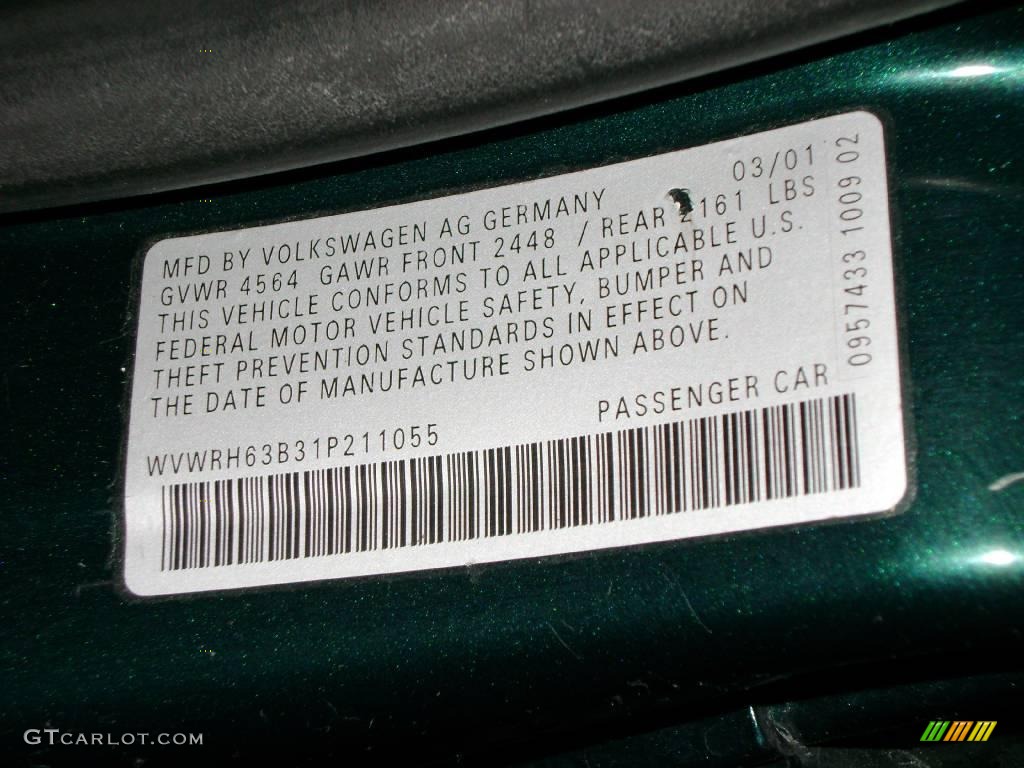 MFD BY VOLKSWAGEN AG GERMANY 03/01
GVWR 4564 GAWR FRONT 2448 / REAR 2161 LBS
THIS VEHICLE CONFORMS TO ALL APPLICABLE U.S.
FEDERAL MOTOR VEHICLE SAFETY, BUMPER AND
THEFT PREVENTION STANDARDS IN EFFECT ON
THE DATE OF MANUFACTURE SHOWN ABOVE.
WVWRH63B31P211055 PASSENGER CAR
0957433 1009 02
GTCARLOT.COM